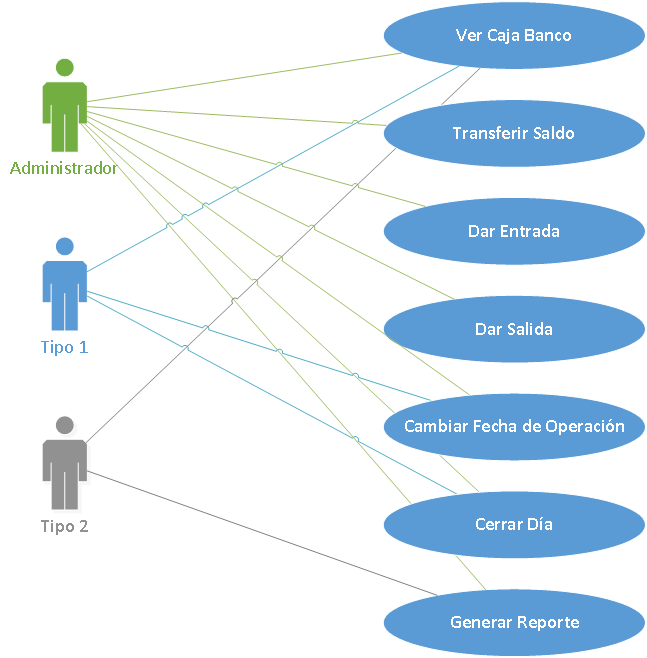 Ver Caja Banco
Transferir Saldo
Administrador
Dar Entrada
Dar Salida
Tipo 1
Cambiar Fecha de Operación
Tipo 2
Cerrar Día
Generar Reporte